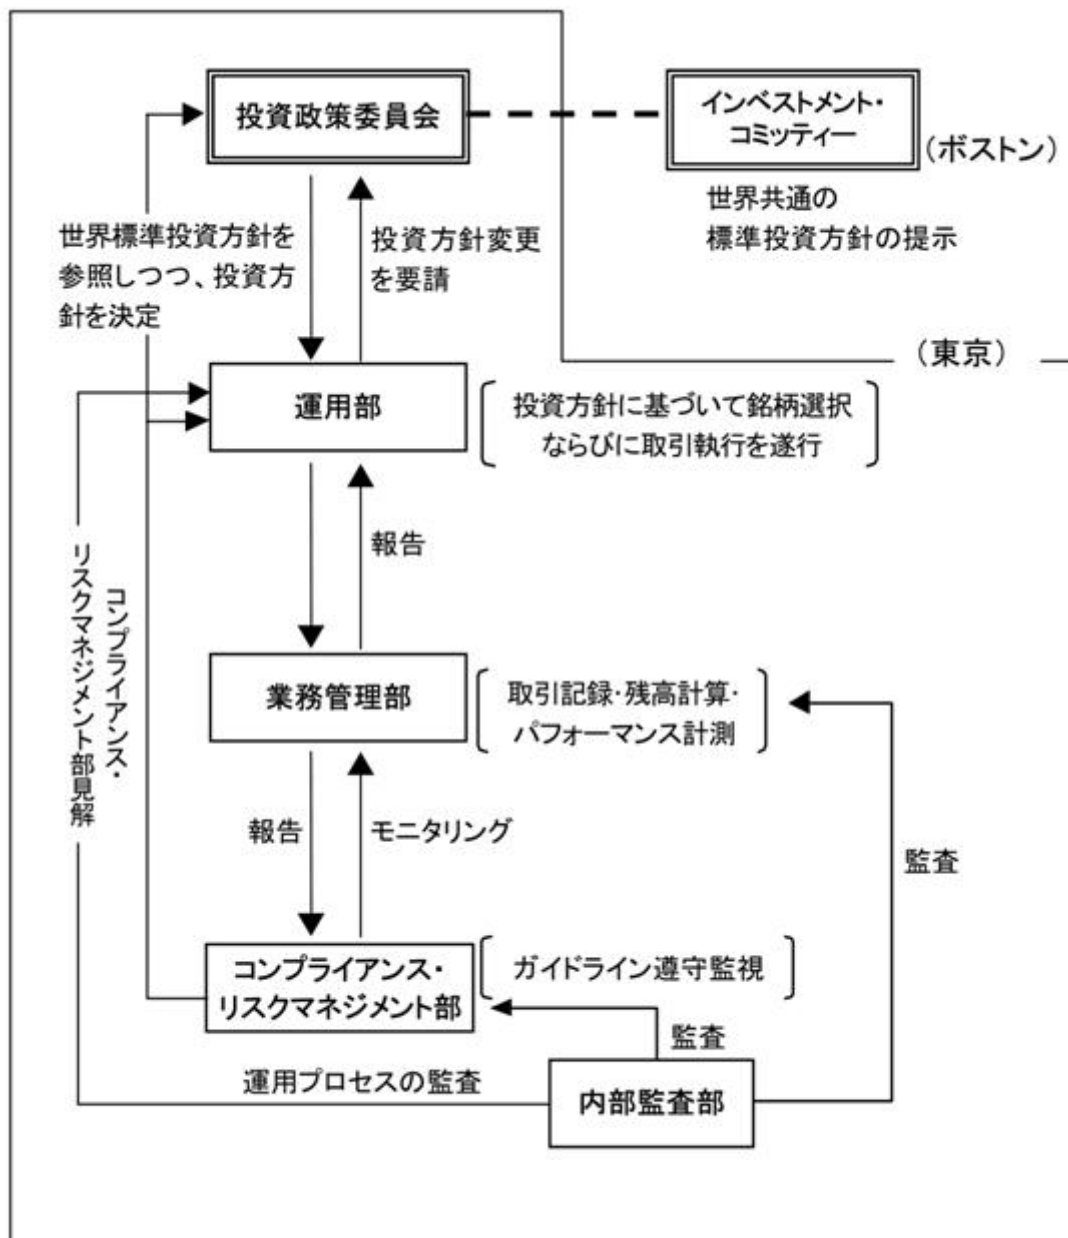 投資政策委員会
インベストメント・
コミッティー
(ボストン)
世界共通の
標準投資方針の提示
世界標準投資方針を
参照しつつ、投資方
針を決定
投資方針変更
を要請
(東京)
運用部
投資方針に基づいて銘柄選択
ならびに取引執行を遂行
報告
コンプライアンス・
リスクマネジメント部見解
業務管理部
取引記録・残高計算・
パフォーマンス計測
報告
モニタリング
監査
コンプライアンス・
リスクマネジメント部
ガイドライン遵守監視
監査
運用プロセスの監査
内部監査部